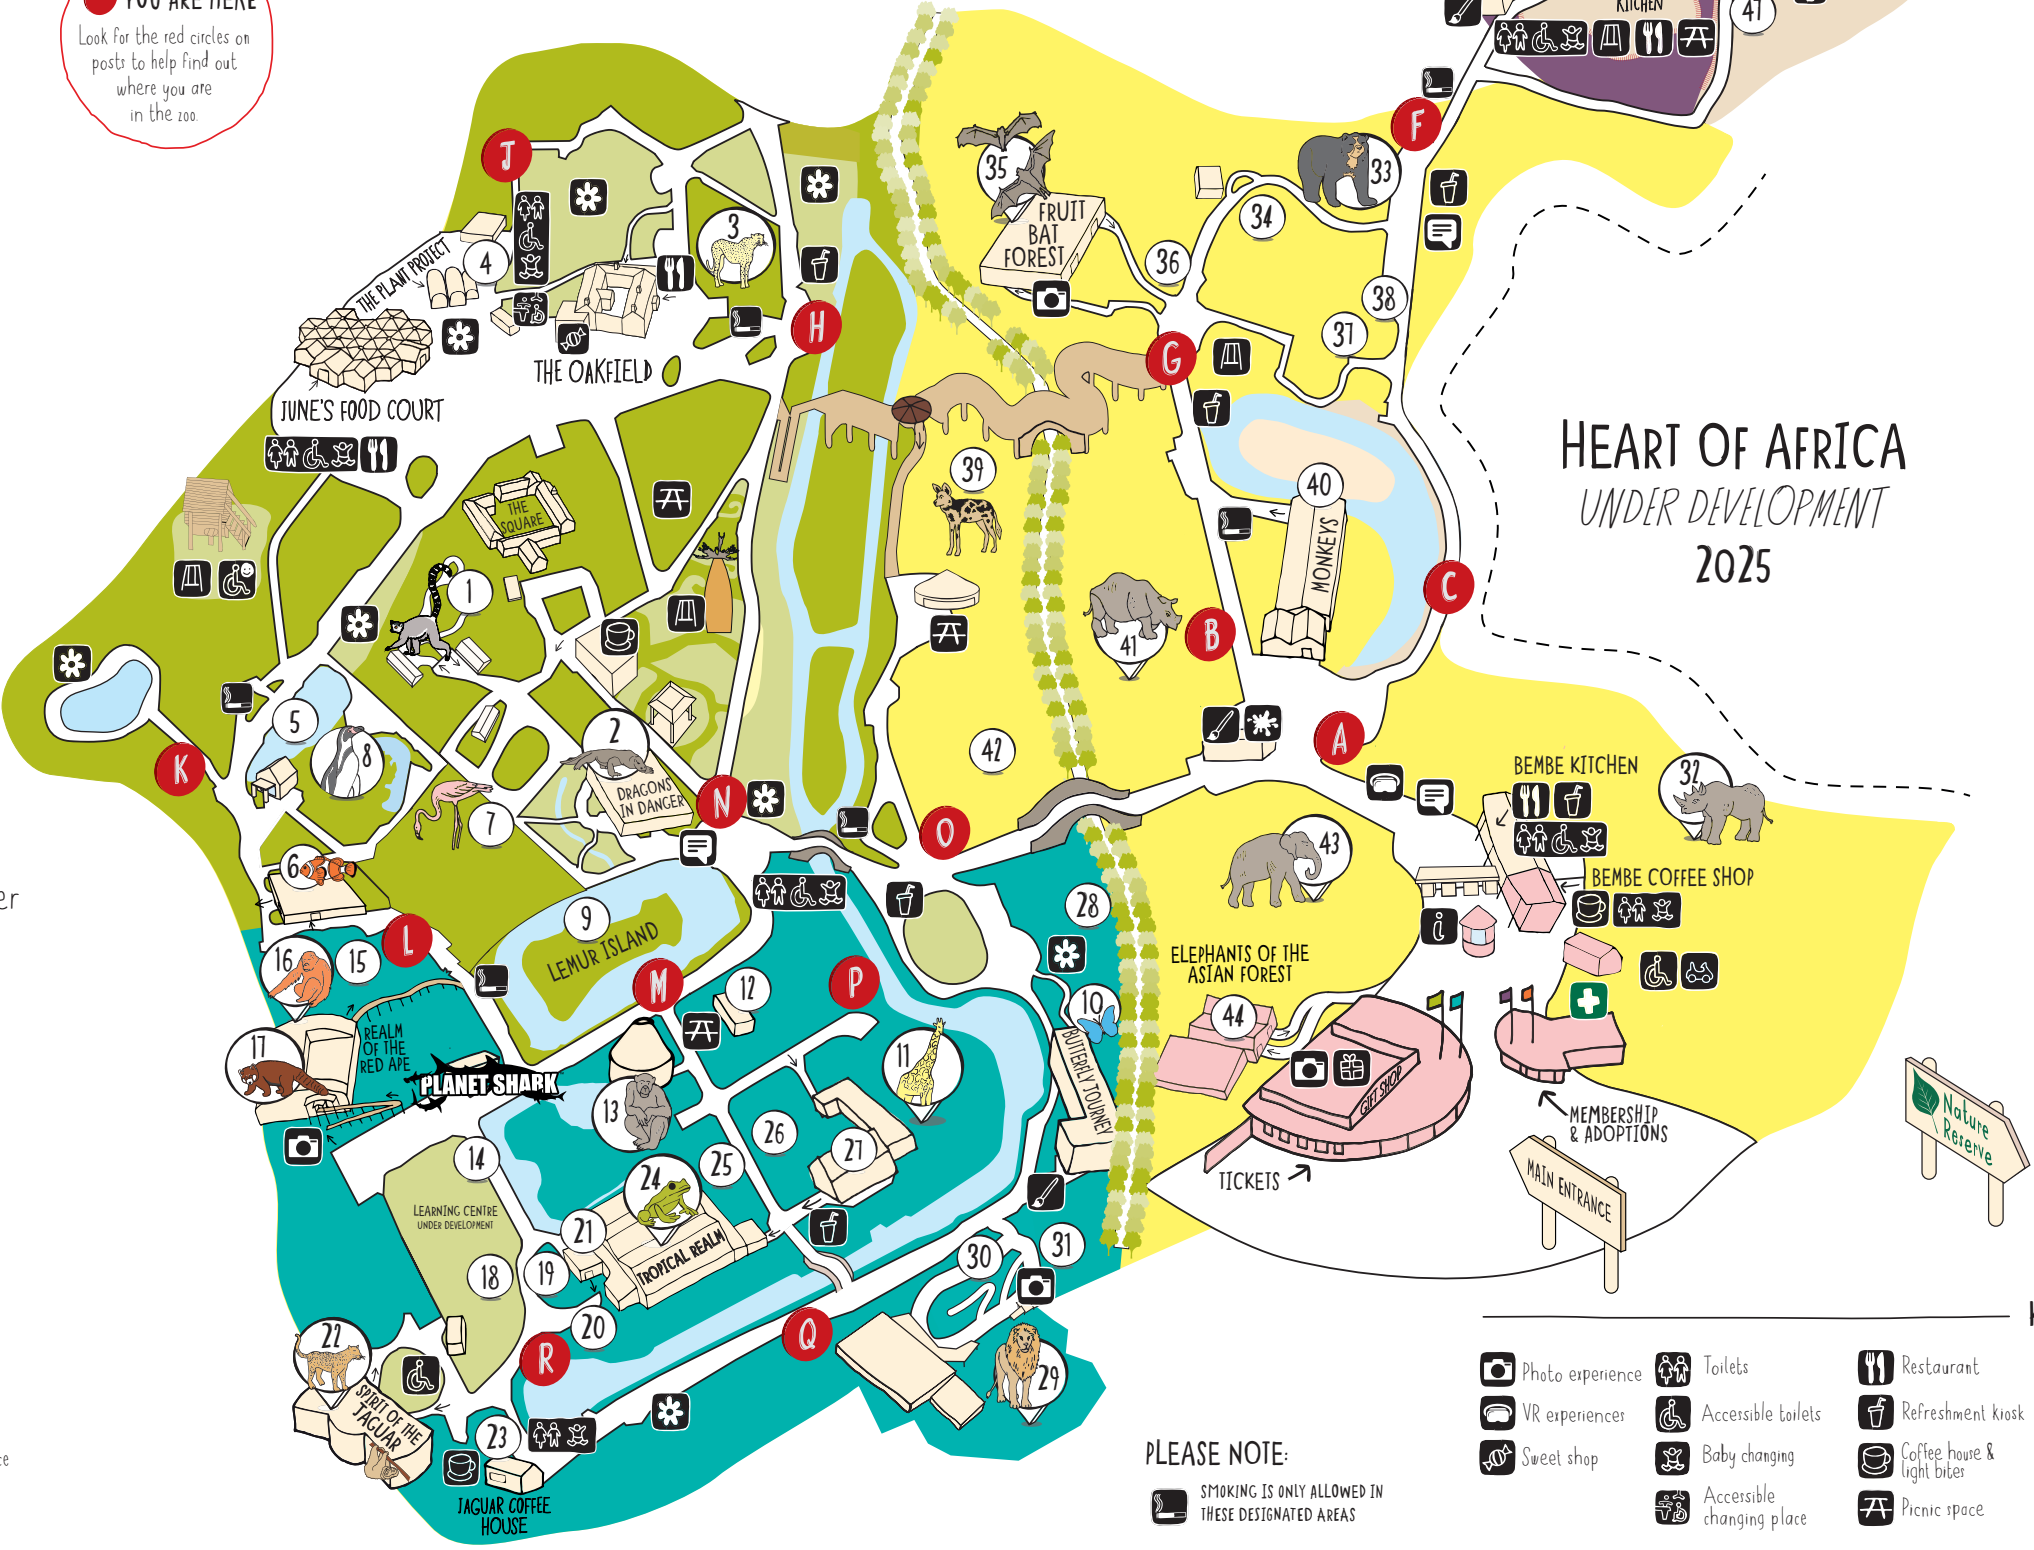 YOU ARE HERE
Look for the red circles on
posts to help find out
where you are
in the zoo.
KITCHEN
47
F
J
35
33
3
FRUIT
BAT
FOREST
34
4
36
THE PLANT PROJECT
38
H
37
G
THE OAKFIELD
JUNE'S FOOD COURT
HEART OF AFRICA
UNDER DEVELOPMENT
2025
39
40
THE
SQUARE
MONKEYS
1
C
B
41
5
2
8
42
A
K
BEMBE KITCHEN
32
DRAGONS
IN DANGER
N
7
O
43
6
BEMBE COFFEE SHOP
9
28
LEMUR ISLAND
L
16
15
ELEPHANTS OF THE
ASIAN FOREST
M
12
P
10
44
REALM
OF THE
RED APE
17
11
BUTTERFLY JOURNEY
PLANET SHARK
GIFT SHOP
13
MEMBERSHIP
& ADOPTIONS
Nature
Reserve
26
27
14
25
24
TICKETS
MAIN ENTRANCE
LEARNING CENTRE
UNDER DEVELOPMENT
21
TROPICAL REALM
30
31
18
19
20
22
R
Q
29
SPIRIT OF THE
JAGUAR
23
JAGUAR COFFEE
HOUSE
PLEASE NOTE:
SMOKING IS ONLY ALLOWED IN
THESE DESIGNATED AREAS
Photo experience
Toilets
Restaurant
VR experiences
Accessible toilets
Refreshment kiosk
Sweet shop
Baby changing
Coffee house &
light bites
Accessible
changing place
Picnic space